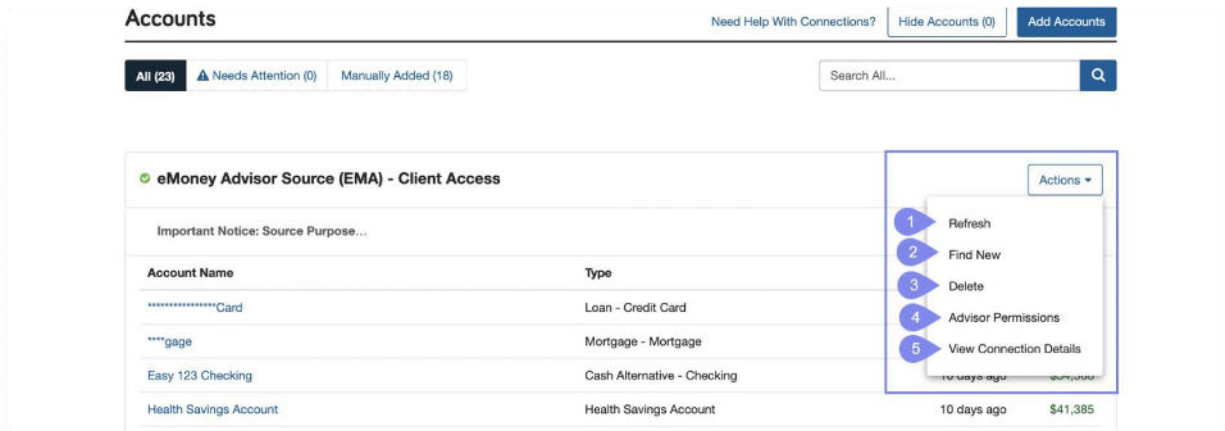 Accounts
Need Help With Connections?
Hide Accounts (0)
Add Accounts
All (23)
Needs Attention (0)
Manually Added (18)
Search All...
eMoney Advisor Source (EMA) - Client Access
Actions
Important Notice: Source Purpose...
1 Refresh
2 Find New
3 Delete
4 Advisor Permissions
5 View Connection Details
Account Name Type
****************Card Loan - Credit Card
****gage Mortgage - Mortgage
Easy 123 Checking Cash Alternative - Checking 10 days ago
Health Savings Account Health Savings Account 10 days ago $41,385